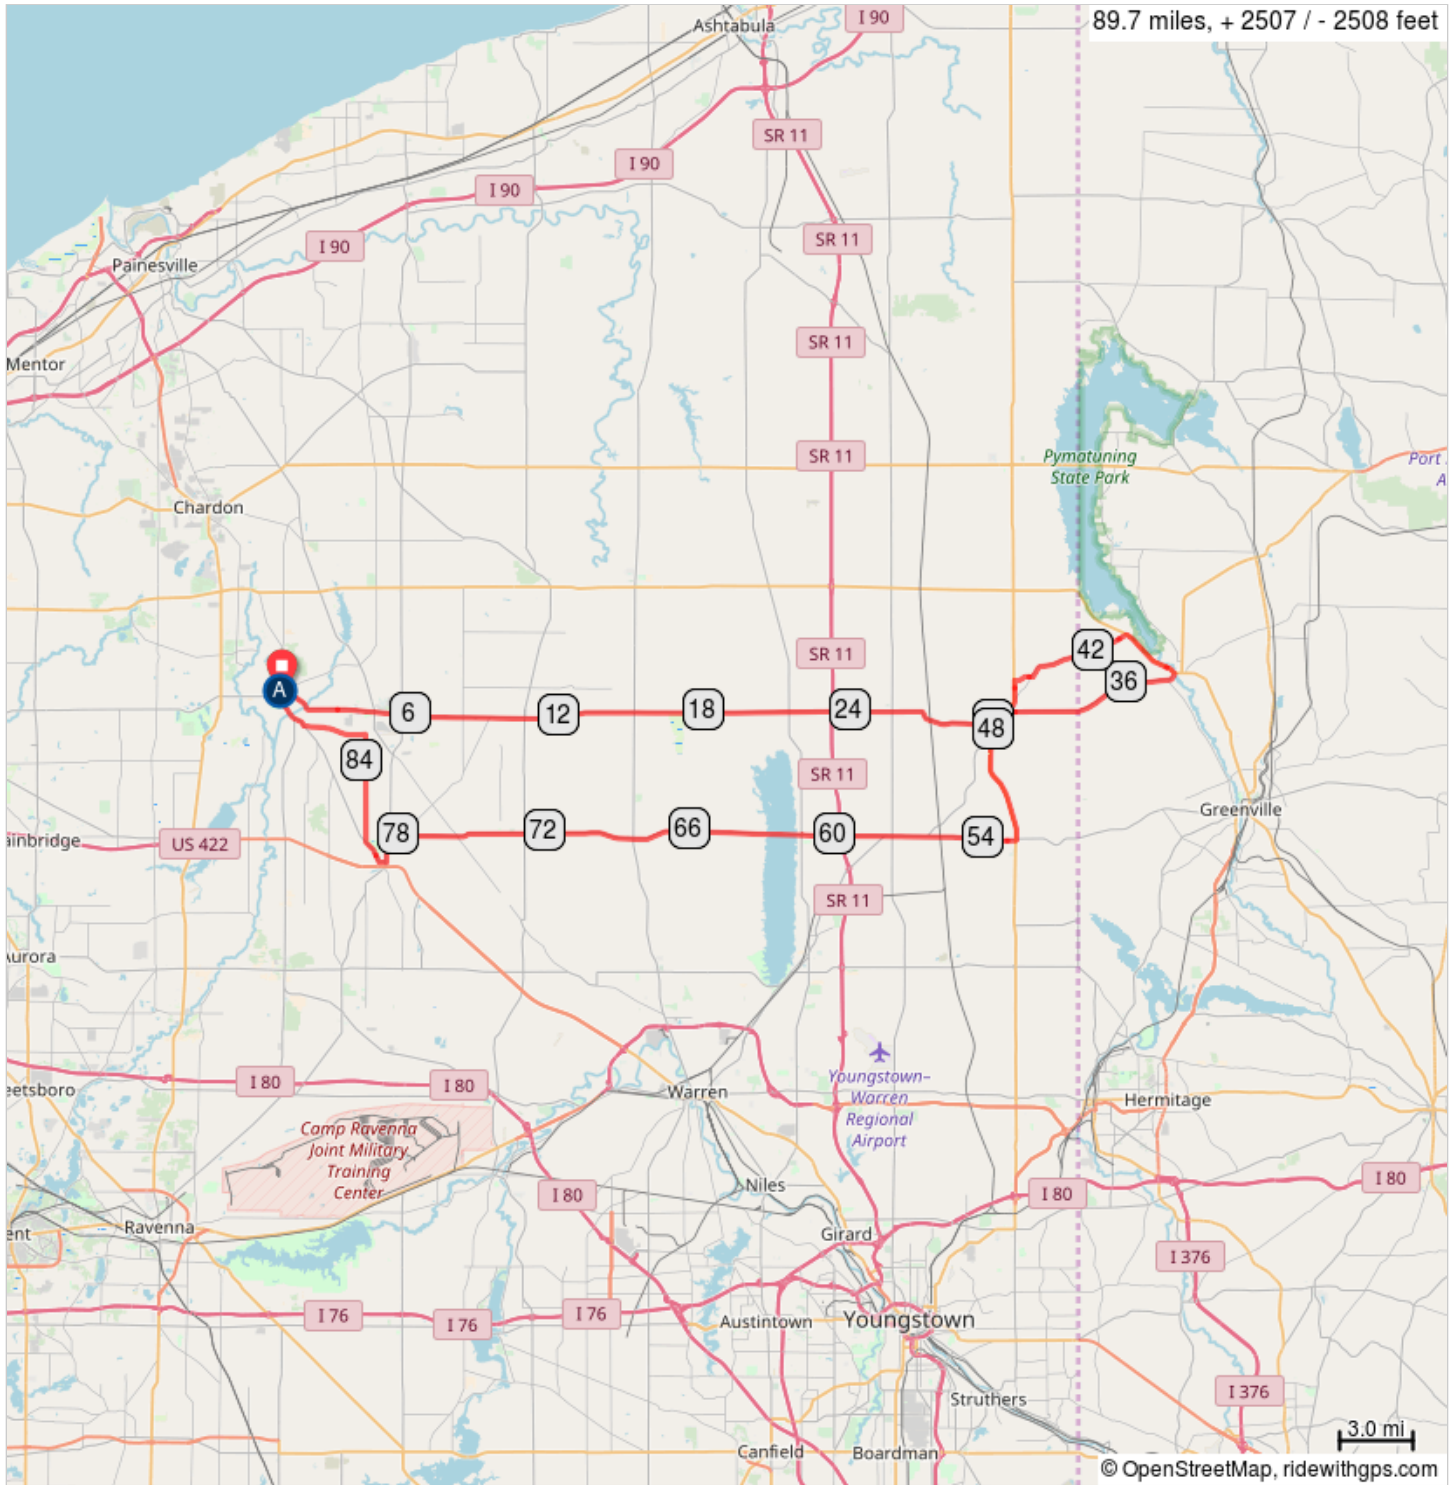 Ashtabula
I 90
89.7 miles, + 2507 / - 2508 feet
SR 11
I 90
I 90
I 90
SR 11
Painesville
SR 11
Mentor
Pymatuning
State Park
SR 11
Port
A
Chardon
42
SR 11
A
36
6
12
18
24
48
84
SR 11
Greenville
78
72
66
60
54
ainbridge
US 422
SR 11
Aurora
Youngstown–
Warren
Regional
Airport
I 80
I 80
eetsboro
Warren
Hermitage
Camp Ravenna
Joint Military
Training
Center
Niles
I 80
I 80
I 80
Ravenna
ent
Girard
I 376
I 76
I 76
I 76
Austintown
Youngstown
I 376
Struthers
3.0 mi
Canfield
Boardman
© OpenStreetMap, ridewithgps.com